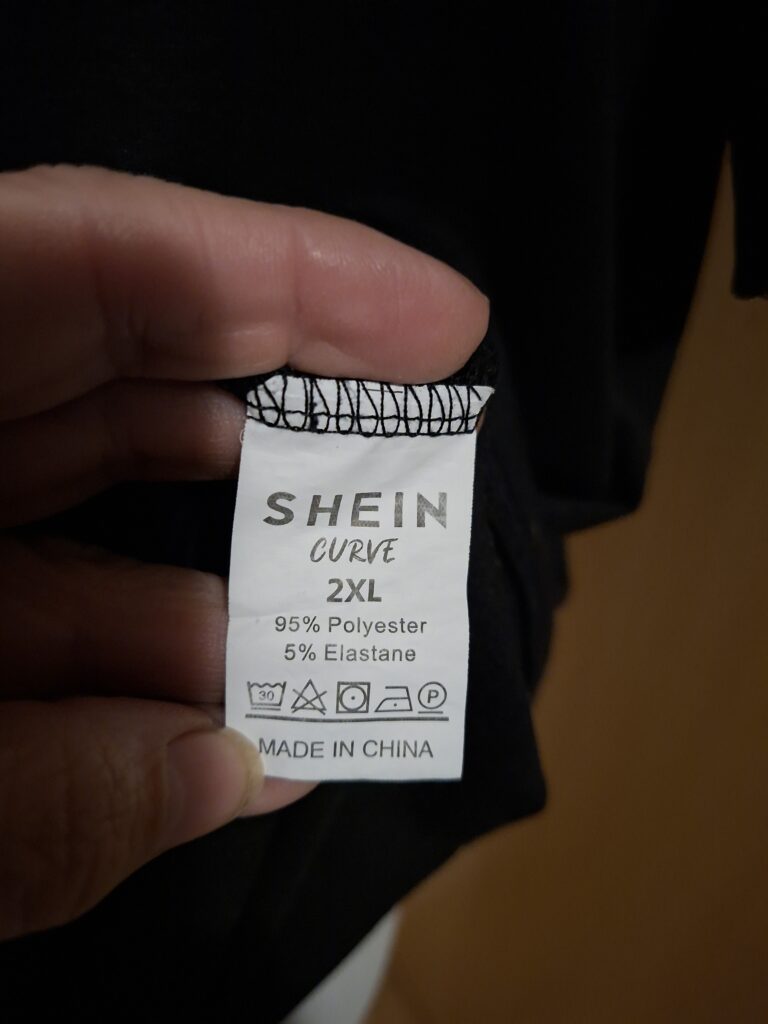 SHEIN
CURVE
2XL
95% Polyester
5% Elastane
30 P
MADE IN CHINA